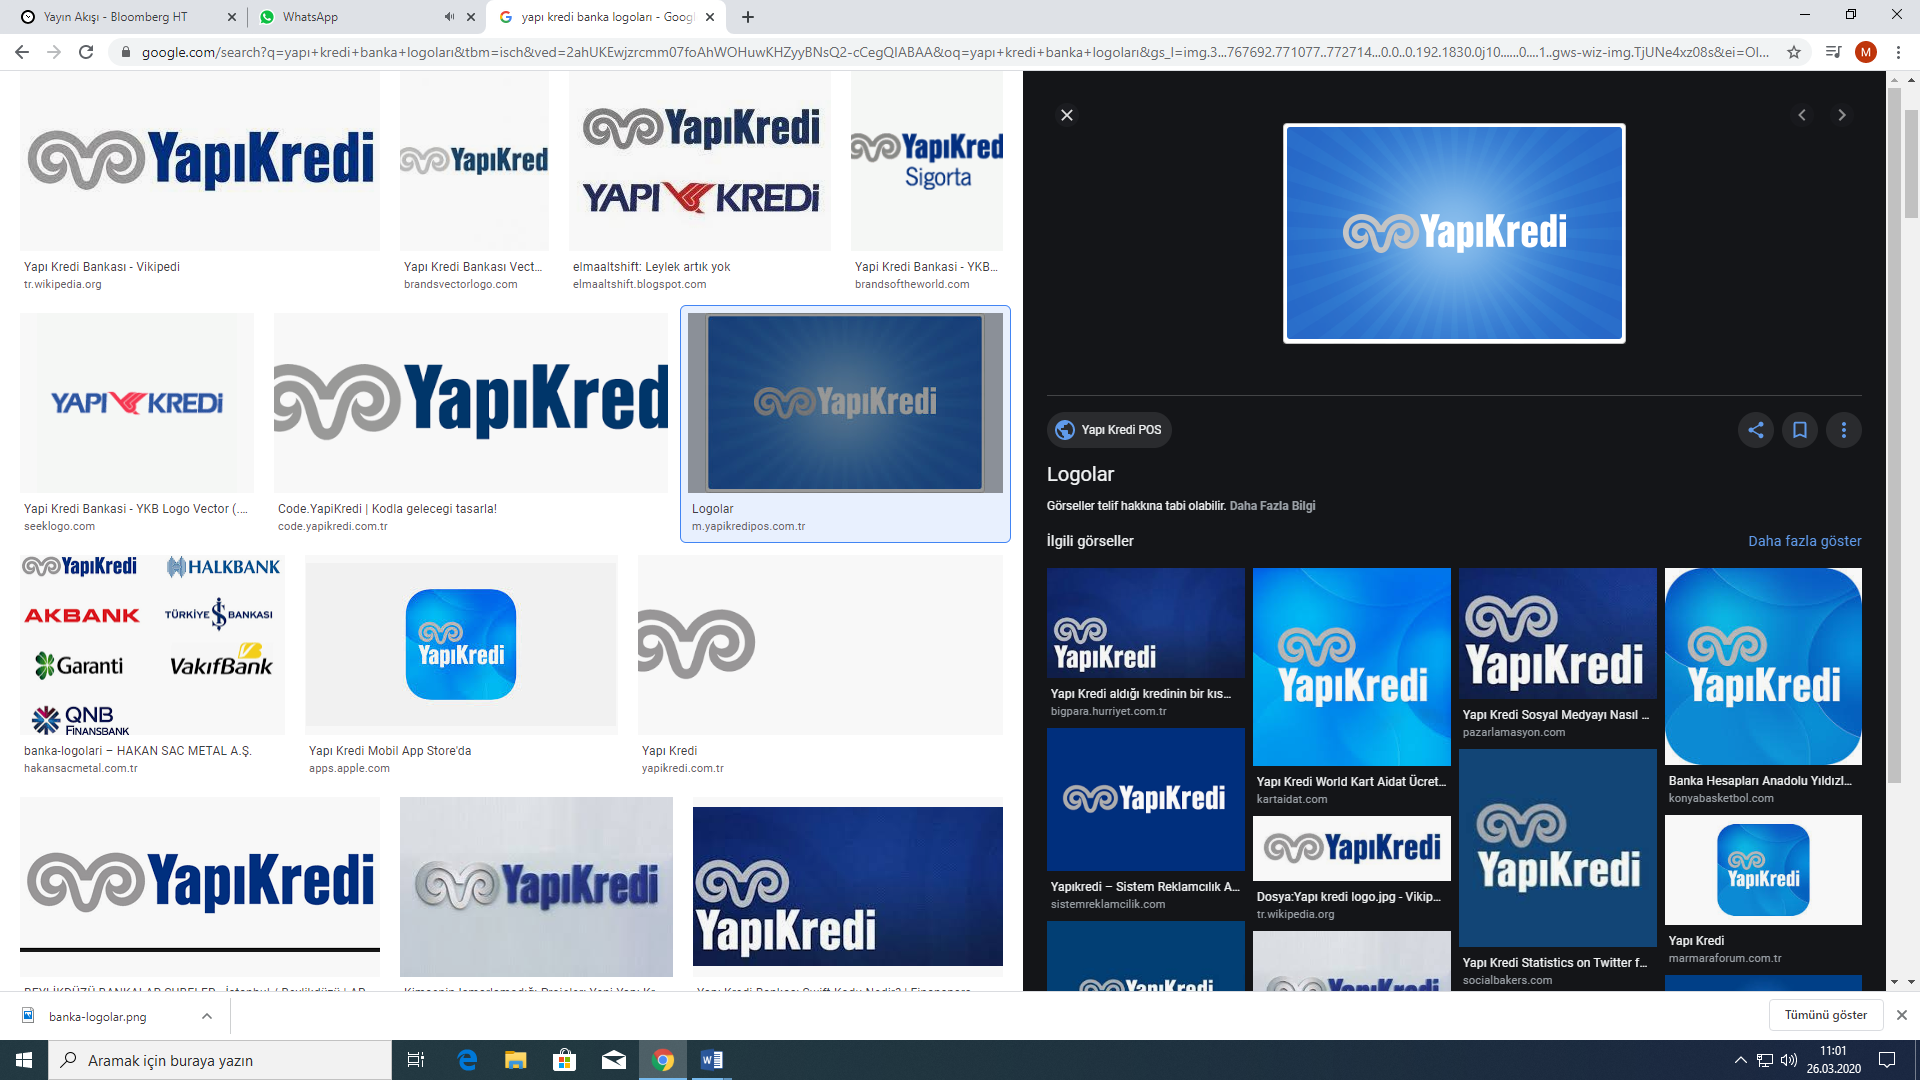 Yayın Akışı - Bloomberg HT
WhatsApp
yapı kredi banka logoları - Goog
google.com/search?q=yapı+kredi+banka+logoları&tbm=isch&ved=2ahUKEwjzrcmm07foAhWOHuwKHZyyBNsQ2-cCegQIABAA&oq=yapı+kredi+banka+logoları&gs_l=img.3...767692.771077..772714...0.0..0.192.1830.0j10......0....1..gws-wiz-img.TjUNe4xz08s&ei=OI...
M
YapıKredi
YapıKred
YapıKredi
YAPI KREDi
YapıKred
Sigorta
Yapı Kredi Bankası - Vikipedi
tr.wikipedia.org
Yapı Kredi Bankası Vect...
brandsvectorlogo.com
elmaaltshift: Leylek artık yok
elmaaltshift.blogspot.com
Yapi Kredi Bankasi - YKB...
brandsoftheworld.com
YAPI KREDi
YapıKred
YapıKredi
Yapi Kredi Bankasi - YKB Logo Vector (....
seeklogo.com
Code.YapiKredi | Kodla gelecegi tasarla!
code.yapikredi.com.tr
Logolar
m.yapikredipos.com.tr
YapıKredi
HALKBANK
AKBANK
TÜRKİYE İŞ BANKASI
Garanti
VakıfBank
QNB
FİNANSBANK
YapıKredi
banka-logolari – HAKAN SAC METAL A.Ş.
hakansacmetal.com.tr
Yapı Kredi Mobil App Store'da
apps.apple.com
Yapı Kredi
yapikredi.com.tr
YapıKredi
YapıKredi
YapıKredi
YapıKredi
Yapı Kredi POS
Logolar
Görseller telif hakkına tabi olabilir. Daha Fazla Bilgi
İlgili görseller
Daha fazla göster
YapıKredi
Yapı Kredi aldığı kredinin bir kıs...
bigpara.hurriyet.com.tr
YapıKredi
Yapıkredi – Sistem Reklamcılık A...
sistemreklamcilik.com
YapıKredi
Yapı Kredi World Kart Aidat Ücret...
kartaidat.com
YapıKredi
Dosya:Yapı kredi logo.jpg - Vikip...
tr.wikipedia.org
YapıKredi
Yapı Kredi Sosyal Medyayı Nasıl ...
pazarlamasyon.com
YapıKredi
Yapı Kredi Statistics on Twitter f...
socialbakers.com
YapıKredi
Banka Hesapları Anadolu Yıldızl...
konyabasketbol.com
YapıKredi
Yapı Kredi
marmaraforum.com.tr
banka-logolar.png
Tümünü göster
Aramak için buraya yazın
11:01
26.03.2020